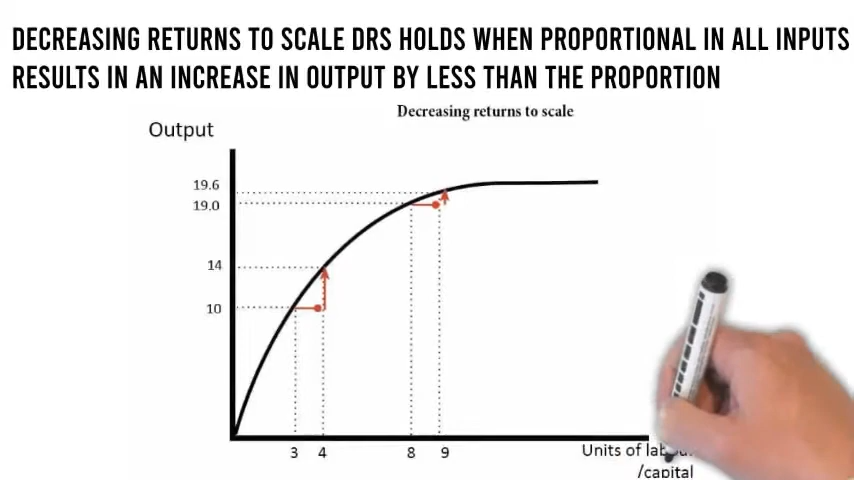 DECREASING RETURNS TO SCALE DRS HOLDS WHEN PROPORTIONAL IN ALL INPUTS
RESULTS IN AN INCREASE IN OUTPUT BY LESS THAN THE PROPORTION
Decreasing returns to scale
Output
19.6
19.0
14
10
3 4 8 9
Units of
/capital